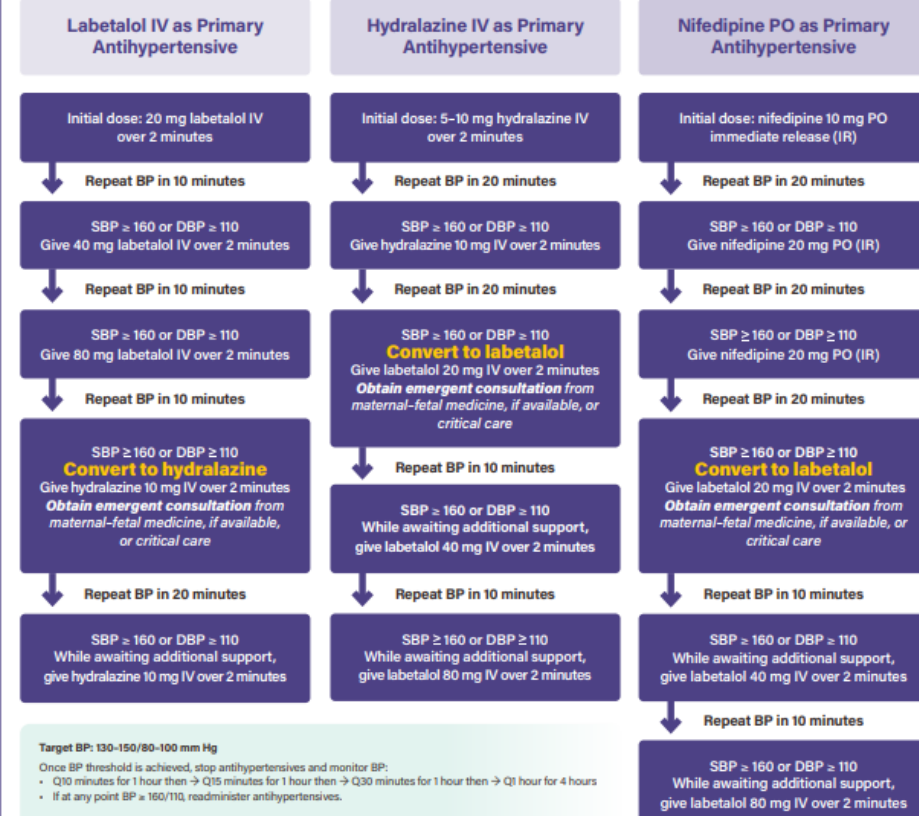 Labetalol IV as Primary
Antihypertensive
Initial dose: 20 mg labetalol IV
over 2 minutes
Repeat BP in 10 minutes
SBP ≥ 160 or DBP ≥ 110
Give 40 mg labetalol IV over 2 minutes
Repeat BP in 10 minutes
SBP ≥ 160 or DBP ≥ 110
Give 80 mg labetalol IV over 2 minutes
Repeat BP in 10 minutes
SBP ≥ 160 or DBP ≥ 110
Convert to hydralazine
Give hydralazine 10 mg IV over 2 minutes
Obtain emergent consultation from
maternal–fetal medicine, if available,
or critical care
Repeat BP in 20 minutes
SBP ≥ 160 or DBP ≥ 110
While awaiting additional support,
give hydralazine 10 mg IV over 2 minutes
Hydralazine IV as Primary
Antihypertensive
Initial dose: 5–10 mg hydralazine IV
over 2 minutes
Repeat BP in 20 minutes
SBP ≥ 160 or DBP ≥ 110
Give hydralazine 10 mg IV over 2 minutes
Repeat BP in 20 minutes
SBP ≥ 160 or DBP ≥ 110
Convert to labetalol
Give labetalol 20 mg IV over 2 minutes
Obtain emergent consultation from
maternal–fetal medicine, if available, or
critical care
Repeat BP in 10 minutes
SBP ≥ 160 or DBP ≥ 110
While awaiting additional support,
give labetalol 40 mg IV over 2 minutes
Repeat BP in 10 minutes
SBP ≥ 160 or DBP ≥ 110
While awaiting additional support,
give labetalol 80 mg IV over 2 minutes
Nifedipine PO as Primary
Antihypertensive
Initial dose: nifedipine 10 mg PO
immediate release (IR)
Repeat BP in 20 minutes
SBP ≥ 160 or DBP ≥ 110
Give nifedipine 20 mg PO (IR)
Repeat BP in 20 minutes
SBP ≥ 160 or DBP ≥ 110
Give nifedipine 20 mg PO (IR)
Repeat BP in 20 minutes
SBP ≥ 160 or DBP ≥ 110
Convert to labetalol
Give labetalol 20 mg IV over 2 minutes
Obtain emergent consultation from
maternal–fetal medicine, if available, or
critical care
Repeat BP in 10 minutes
SBP ≥ 160 or DBP ≥ 110
While awaiting additional support,
give labetalol 40 mg IV over 2 minutes
Repeat BP in 10 minutes
SBP ≥ 160 or DBP ≥ 110
While awaiting additional support,
give labetalol 80 mg IV over 2 minutes
Target BP: 130–150/80–100 mm Hg
Once BP threshold is achieved, stop antihypertensives and monitor BP:
• Q10 minutes for 1 hour then → Q15 minutes for 1 hour then → Q30 minutes for 1 hour then → Q1 hour for 4 hours
• If at any point BP ≥ 160/110, readminister antihypertensives.